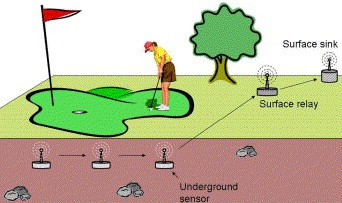 Surface sink
Surface relay
Underground
sensor